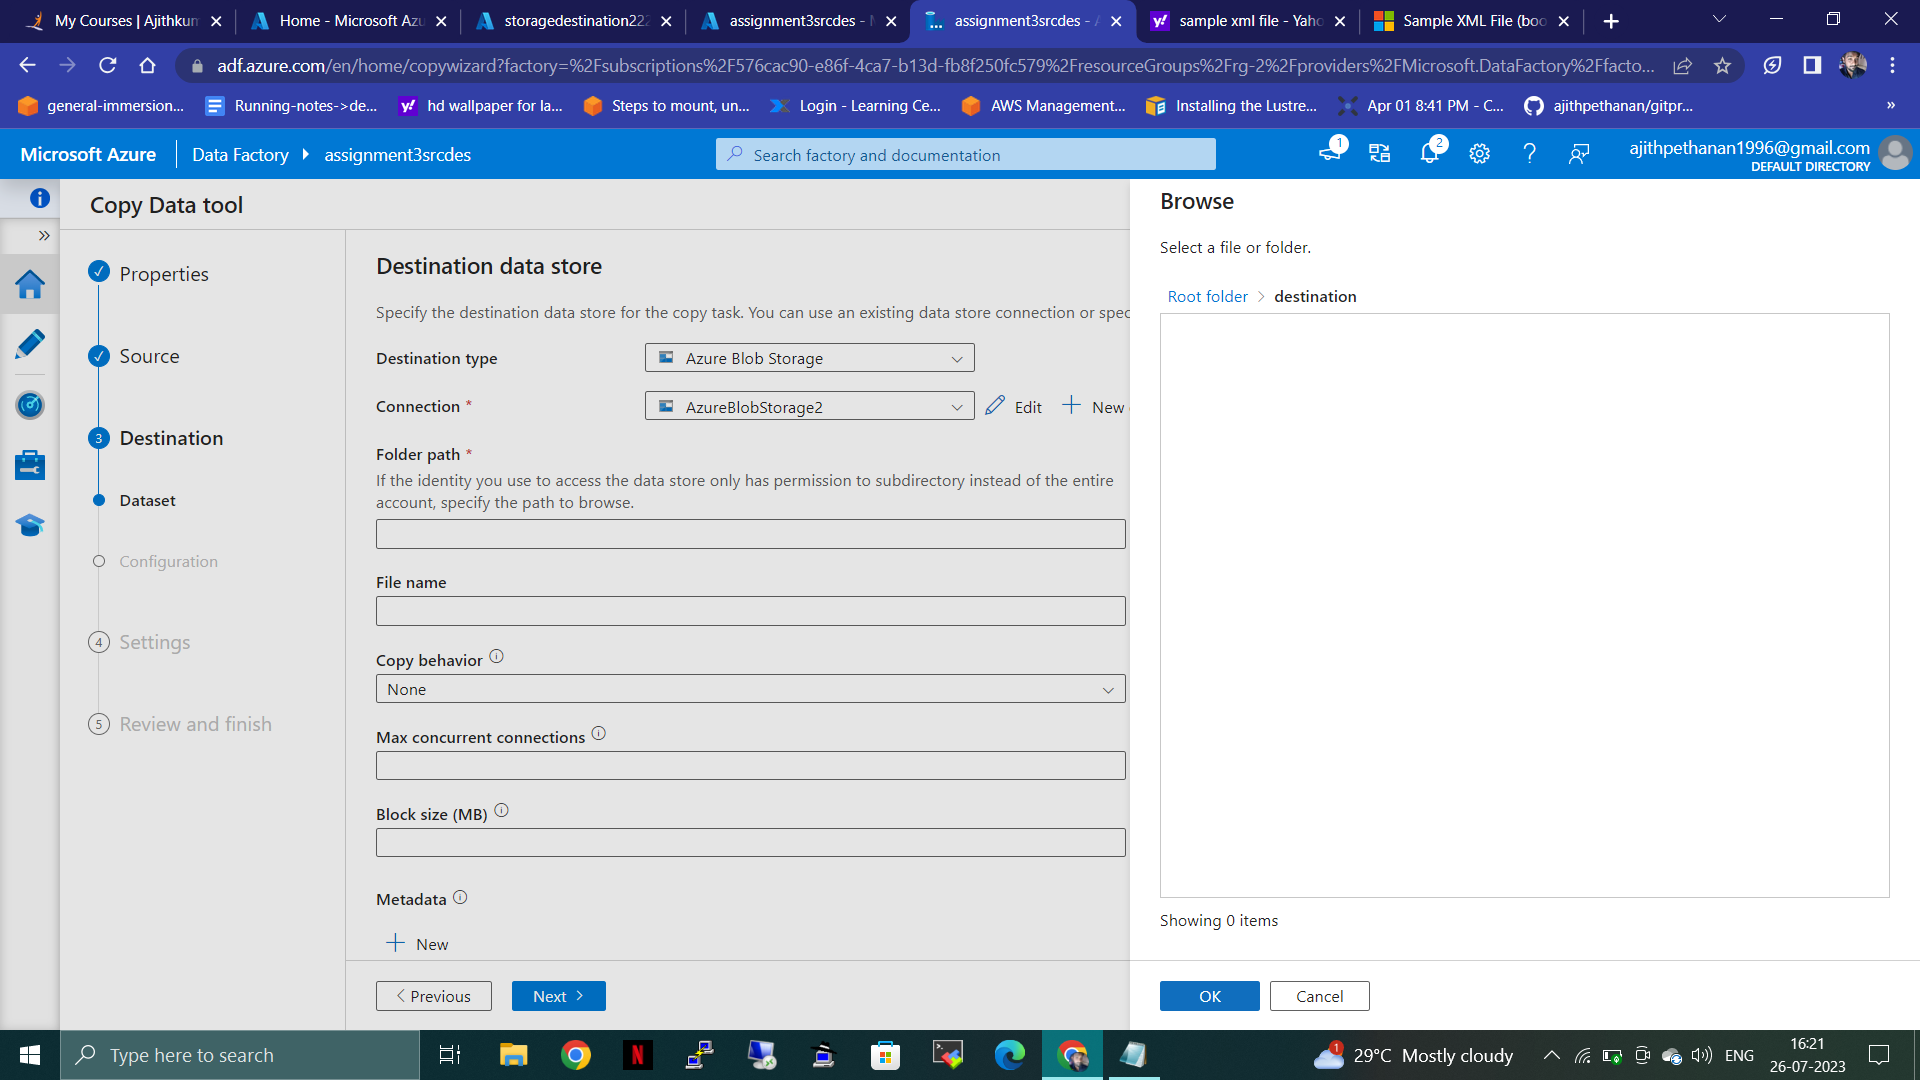 My Courses | Ajithkum
Home - Microsoft Azu
storagedestination222
assignment3srcdes - M
assignment3srcdes - A
sample xml file - Yaho
Sample XML File (boo
adf.azure.com/en/home/copywizard?factory=%2Fsubscriptions%2F576cac90-e86f-4ca7-b13d-fb8f250fc579%2FresourceGroups%2Frg-2%2Fproviders%2FMicrosoft.DataFactory%2Ffacto...
general-immersion...
Running-notes->de...
hd wallpaper for la...
Steps to mount, un...
Login - Learning Ce...
AWS Management...
Installing the Lustre...
Apr 01 8:41 PM - C...
ajithpethanan/gitpr...
»
Microsoft Azure
Data Factory
assignment3srcdes
Search factory and documentation
1
2
ajithpethanan1996@gmail.com
DEFAULT DIRECTORY
Copy Data tool
Properties
Source
3 Destination
Dataset
Configuration
4 Settings
5 Review and finish
Destination data store
Specify the destination data store for the copy task. You can use an existing data store connection or spec
Destination type
Azure Blob Storage
Connection *
AzureBlobStorage2
Edit
New
Folder path *
If the identity you use to access the data store only has permission to subdirectory instead of the entire
account, specify the path to browse.
File name
Copy behavior
None
Max concurrent connections
Block size (MB)
Metadata
New
Previous
Next
Browse
Select a file or folder.
Root folder > destination
Showing 0 items
OK
Cancel
Type here to search
1
29°C Mostly cloudy
ENG
16:21
26-07-2023